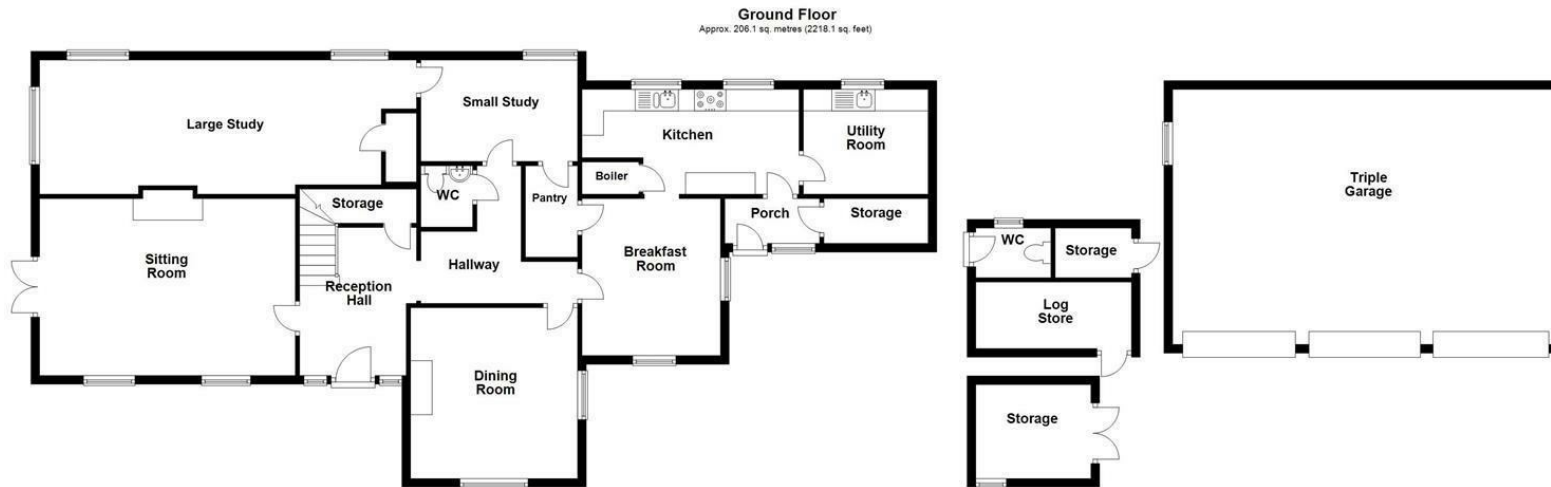 Ground Floor
Approx. 206.1 sq. metres (2218.1 sq. feet)
Large Study
Small Study
Kitchen
Utility
Room
Boiler
WC
Pantry
Storage
Porch
Storage
Sitting
Room
Reception
Hall
Hallway
Breakfast
Room
Dining
Room
WC
Storage
Log
Store
Storage
Triple
Garage